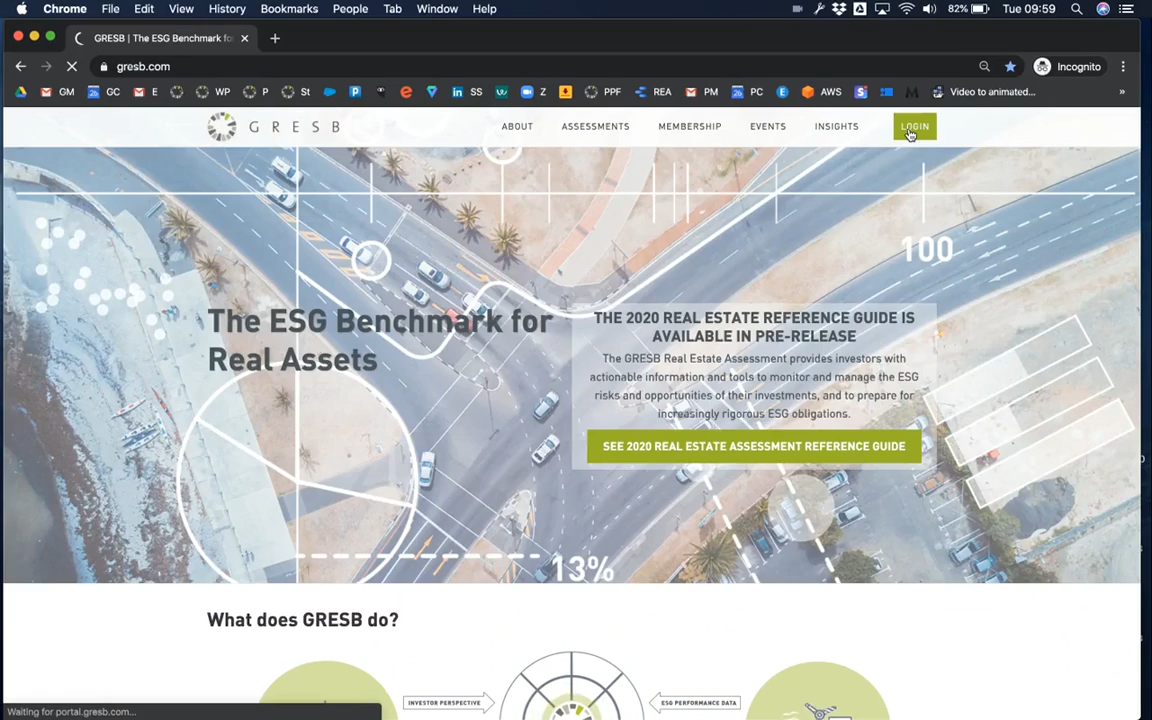 Chrome File Edit View History Bookmarks People Tab Window Help 82% Tue 09:59
GRESB | The ESG Benchmark fo
gresb.com Incognito
GM GC E WP P St SS Z PPF REA PM PC AWS Video to animated... »
GRESB ABOUT ASSESSMENTS MEMBERSHIP EVENTS INSIGHTS LOGIN
100
The ESG Benchmark for
Real Assets
THE 2020 REAL ESTATE REFERENCE GUIDE IS
AVAILABLE IN PRE-RELEASE
The GRESB Real Estate Assessment provides investors with
actionable information and tools to monitor and manage the ESG
risks and opportunities of their investments, and to prepare for
increasingly rigorous ESG obligations.
SEE 2020 REAL ESTATE ASSESSMENT REFERENCE GUIDE
13%
What does GRESB do?
INVESTOR PERSPECTIVE
ESG PERFORMANCE DATA
Waiting for portal.gresb.com...